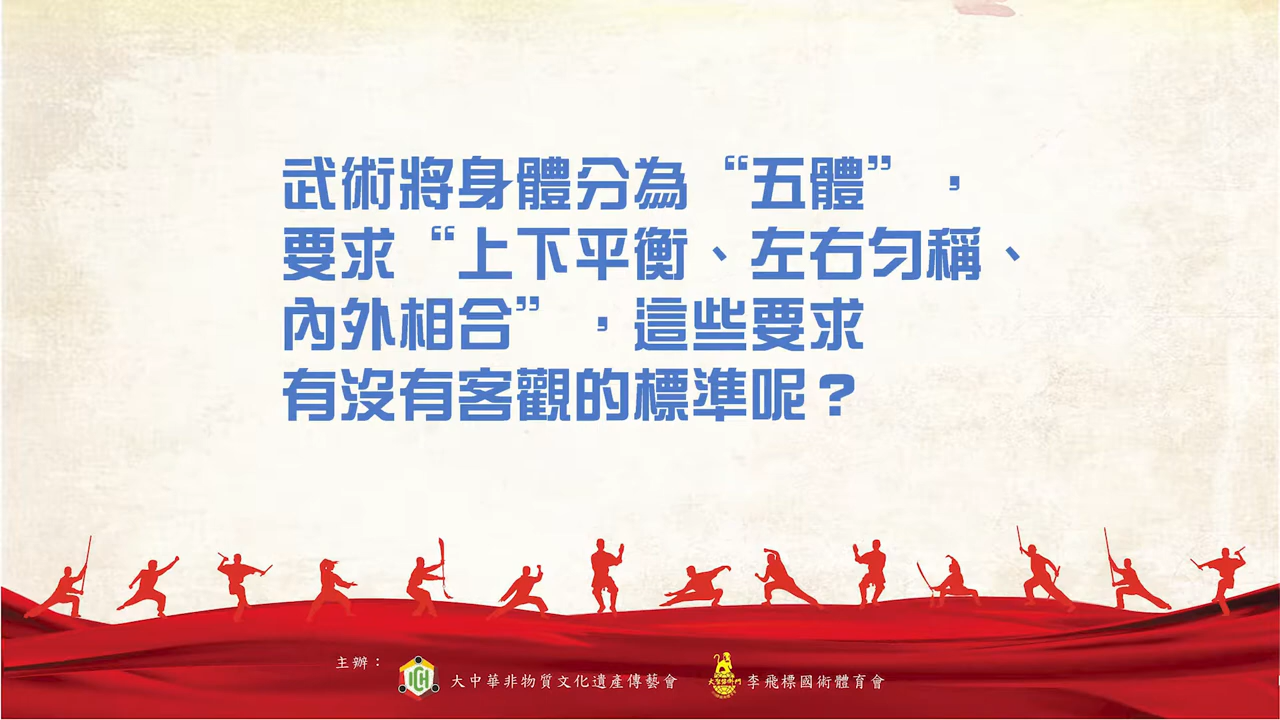 武術將身體分為“五體”，
要求“上下平衡、左右匀稱、
內外相合”，這些要求
有沒有客觀的標準呢？
主辦：
ICH
大中華非物質文化遺產傳藝會
李飛標國術體育會